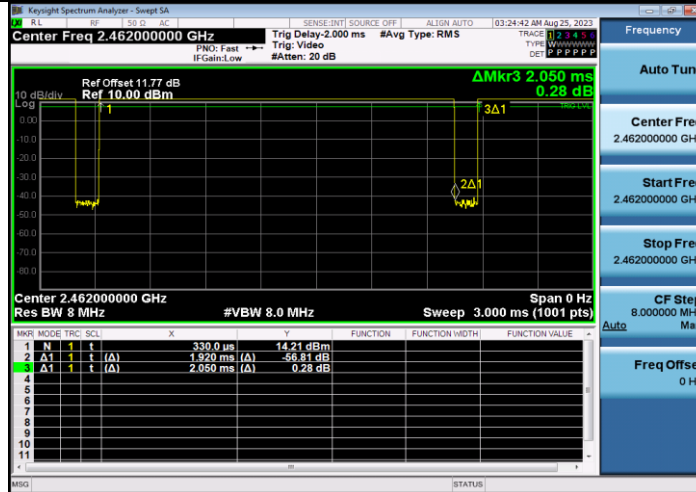 Keysight Spectrum Analyzer - Swept SA
RL RF 50 Ω AC SENSE:INT SOURCE OFF ALIGN AUTO 03:24:42 AM Aug 25, 2023
Center Freq 2.462000000 GHz
Trig Delay-2.000 ms #Avg Type: RMS TRACE 1 2 3 4 5 6
PNO: Fast Trig: Video TYPE WWWWWW
IFGain:Low #Atten: 20 dB DET P P P P P P
Frequency
Auto Tun
Center Fre
2.462000000 GH
Start Fre
2.462000000 GH
Stop Fre
2.462000000 GH
CF Step
8.000000 MH
Auto Ma
Freq Offse
0 H
ΔMkr3 2.050 ms
0.28 dB
Ref Offset 11.77 dB
10 dB/div Ref 10.00 dBm
Log
TRIG LVL
1
3Δ1
2Δ1
0.00
-10.0
-20.0
-30.0
-40.0
-50.0
-60.0
-70.0
-80.0
Center 2.462000000 GHz Span 0 Hz
Res BW 8 MHz #VBW 8.0 MHz Sweep 3.000 ms (1001 pts)
MKR MODE TRC SCL X Y FUNCTION FUNCTION WIDTH FUNCTION VALUE
1 N 1 t 330.0 µs 14.21 dBm
2 Δ1 1 t (Δ) 1.920 ms (Δ) -56.81 dB
3 Δ1 1 t (Δ) 2.050 ms (Δ) 0.28 dB
4
5
6
7
8
9
10
11
MSG STATUS